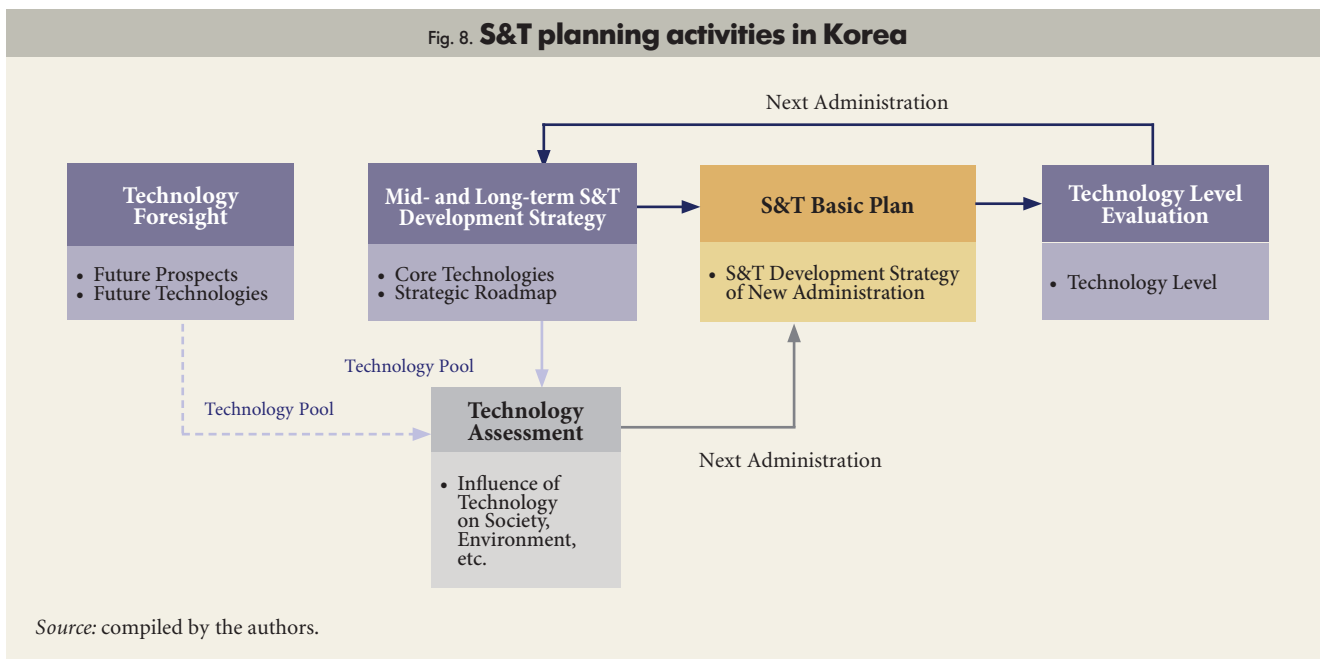 Fig. 8. S&T planning activities in Korea
Next Administration
Technology
Foresight
• Future Prospects
• Future Technologies
Mid- and Long-term S&T
Development Strategy
• Core Technologies
• Strategic Roadmap
S&T Basic Plan
• S&T Development Strategy
of New Administration
Technology Level
Evaluation
• Technology Level
Technology Pool
Technology Pool
Technology
Assessment
• Influence of
Technology
on Society,
Environment,
etc.
Next Administration
Source: compiled by the authors.